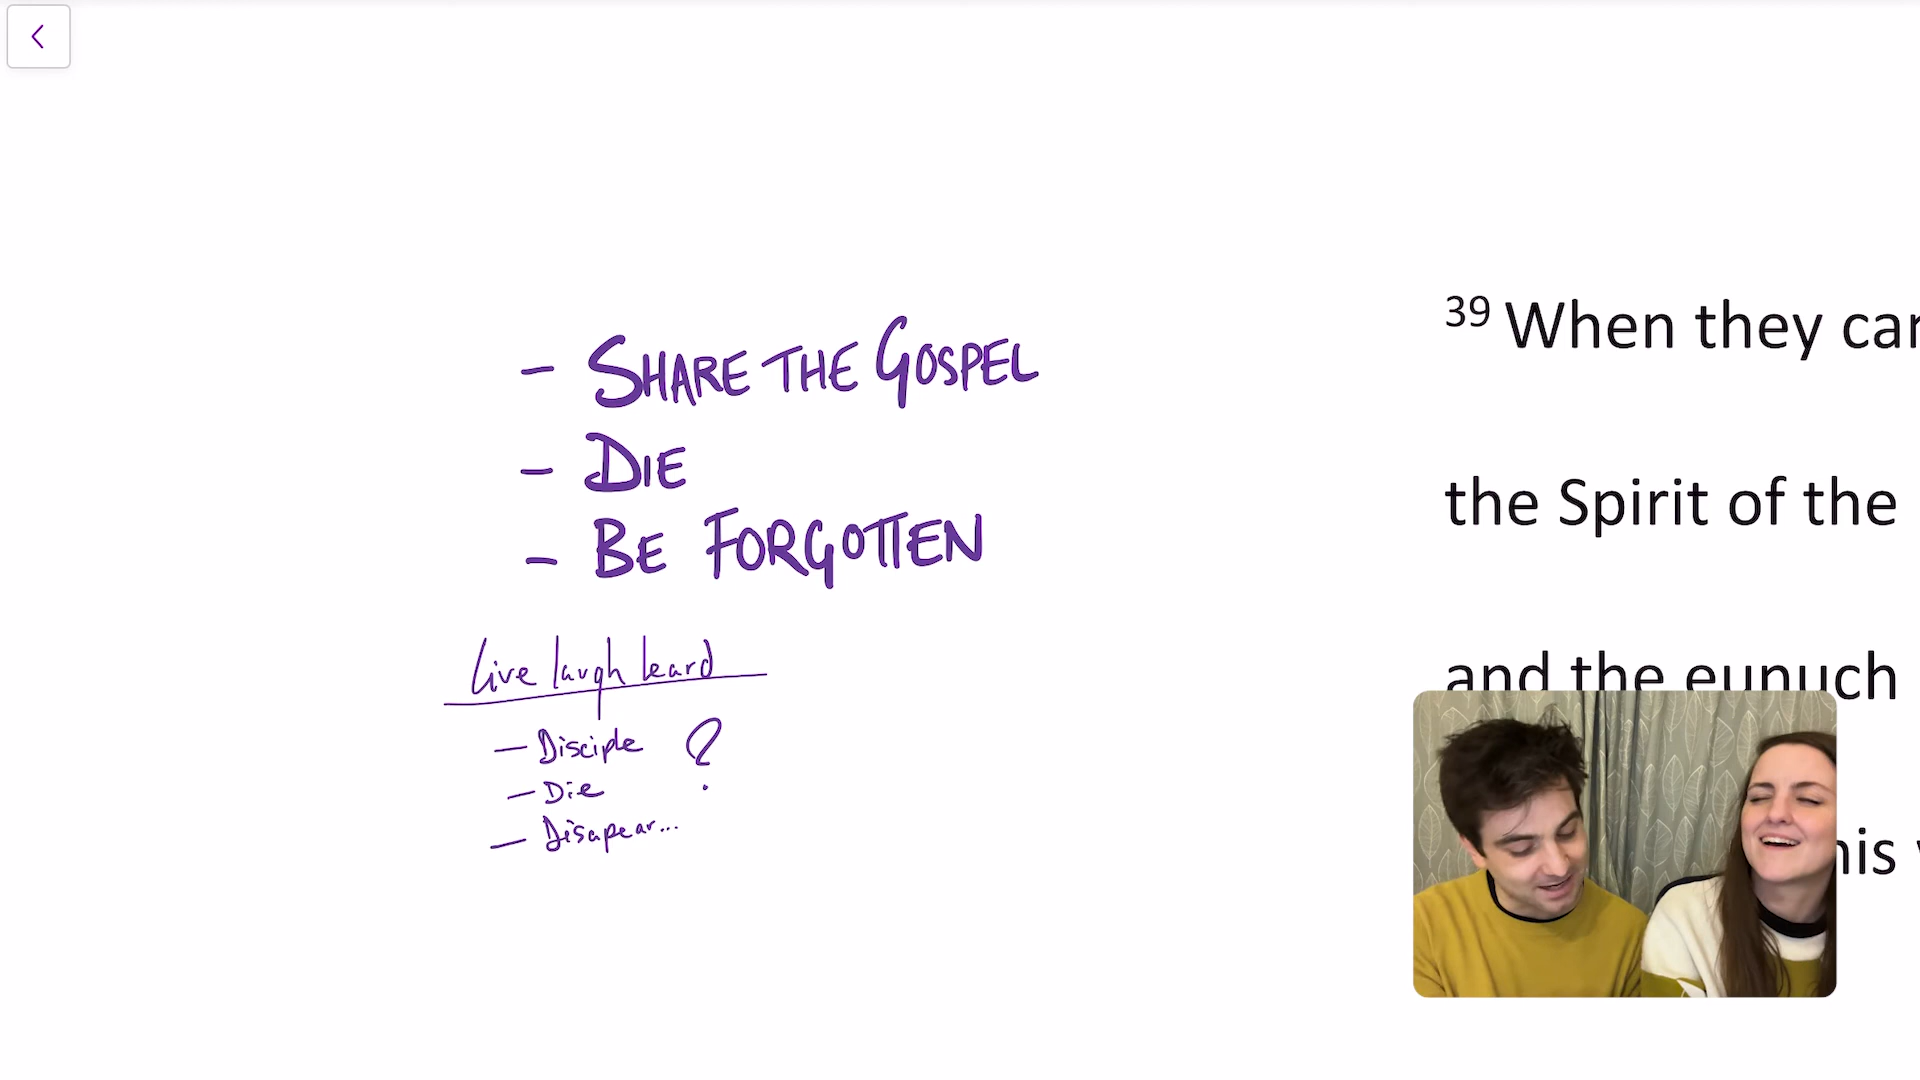 - SHARE THE GOSPEL
- DIE
- BE FORGOTTEN
Live laugh leard
- Disciple ?
- Die
- Disapear...
39 When they
the Spirit of the
and the eunuch
his